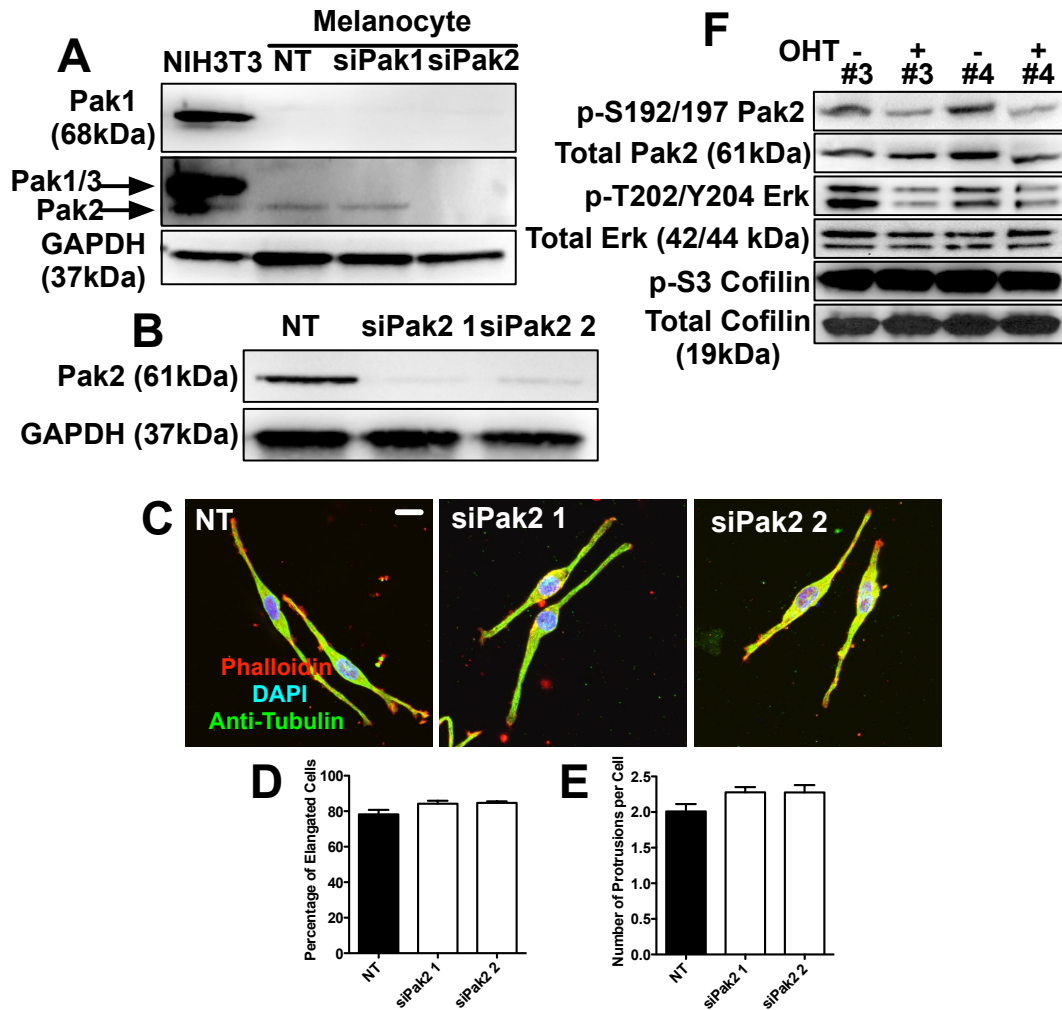 A
Melanocyte
NIH3T3 NT siPak1 siPak2
Pak1
(68kDa)
Pak1/3
Pak2
GAPDH
(37kDa)
B
NT siPak2 1 siPak2 2
Pak2 (61kDa)
GAPDH (37kDa)
C
NT
siPak2 1
siPak2 2
Phalloidin
DAPI
Anti-Tubulin
D
Percentage of Elangated Cells
100
80
60
40
20
0
NT
siPak2 1
siPak2 2
E
Number of Protrusions per Cell
2.5
2.0
1.5
1.0
0.5
0.0
NT
siPak2 1
siPak2 2
F
OHT - + - +
#3 #3 #4 #4
p-S192/197 Pak2
Total Pak2 (61kDa)
p-T202/Y204 Erk
Total Erk (42/44 kDa)
p-S3 Cofilin
Total Cofilin
(19kDa)